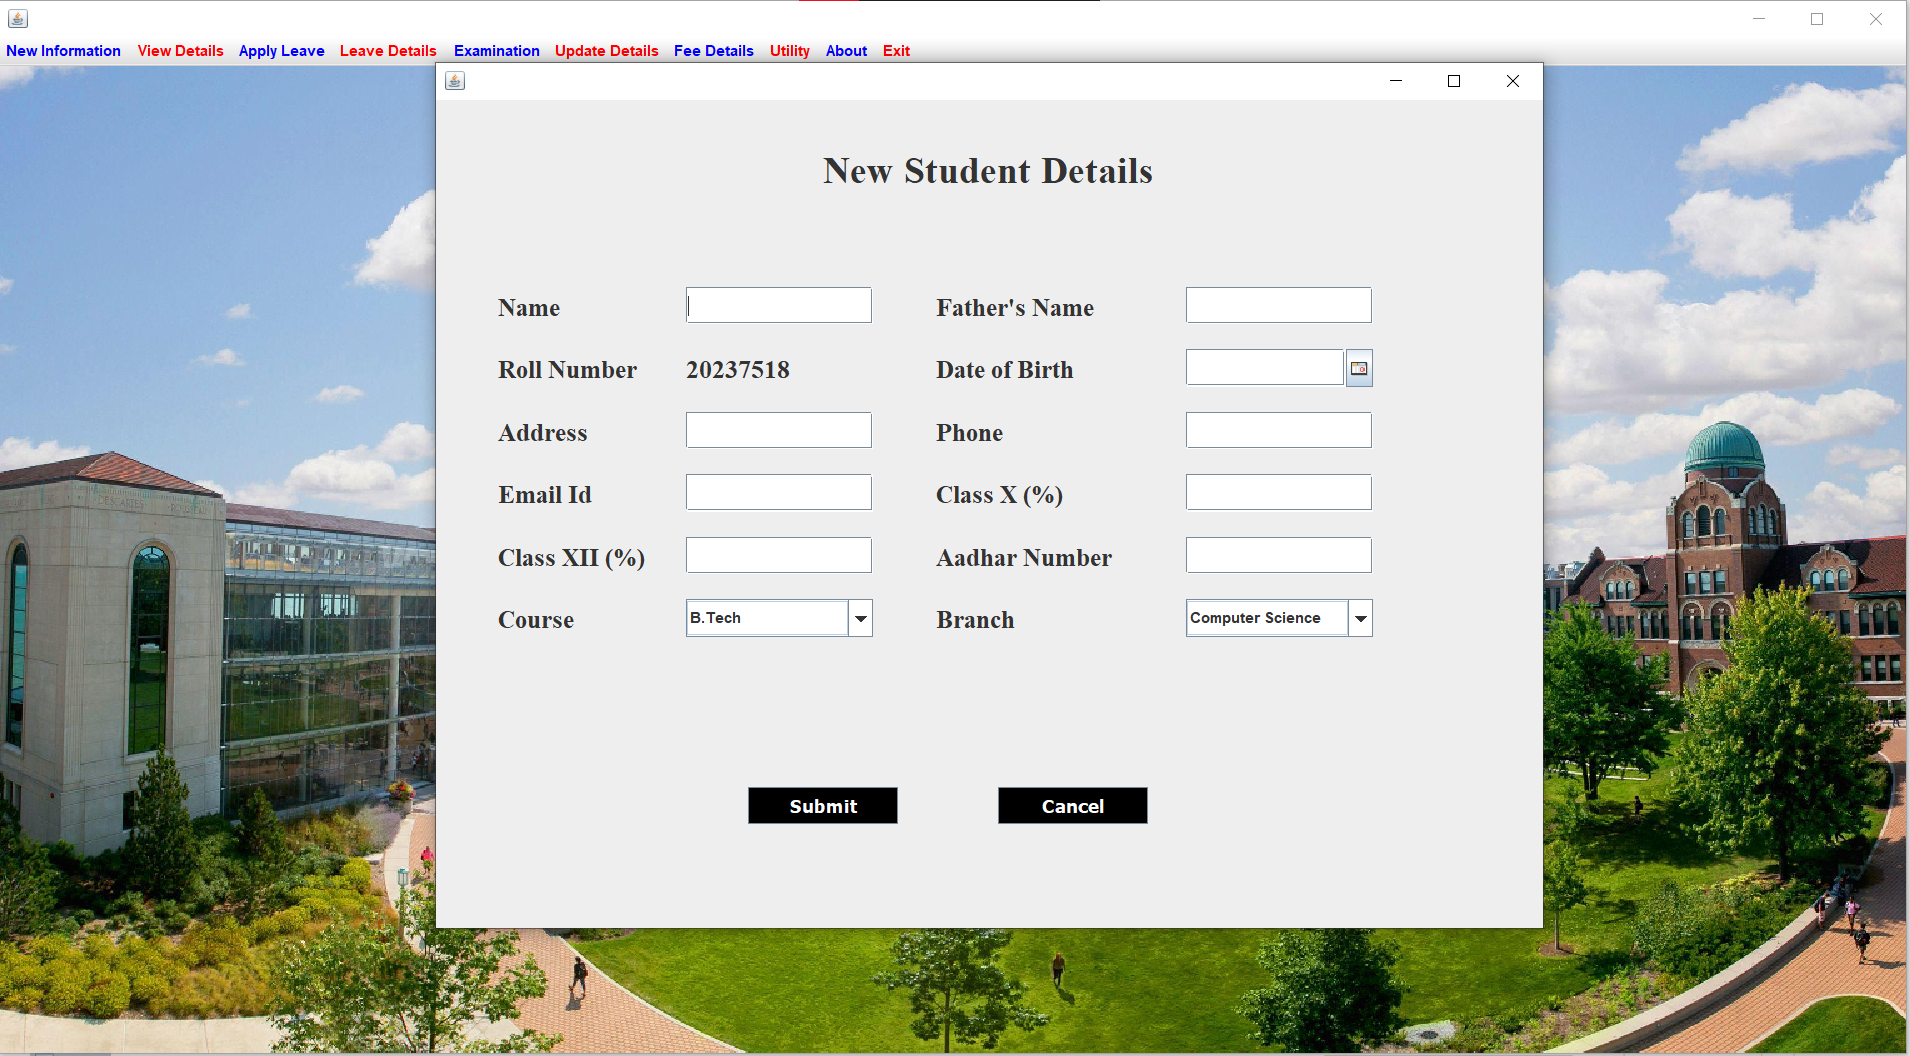 New Information View Details Apply Leave Leave Details Examination Update Details Fee Details Utility About Exit
New Student Details
Name Father's Name
Roll Number 20237518 Date of Birth
Address Phone
Email Id Class X (%)
Class XII (%) Aadhar Number
Course B.Tech Branch Computer Science
Submit Cancel